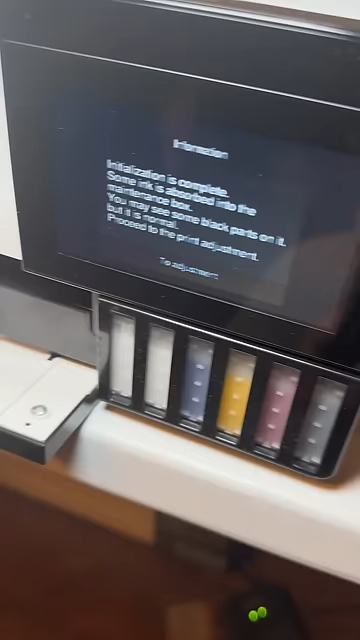 Information
Initialization is complete.
Some ink is absorbed into the
maintenance box.
You may see some black parts on it,
but it is normal.
Proceed to the print adjustment.
To adjustment